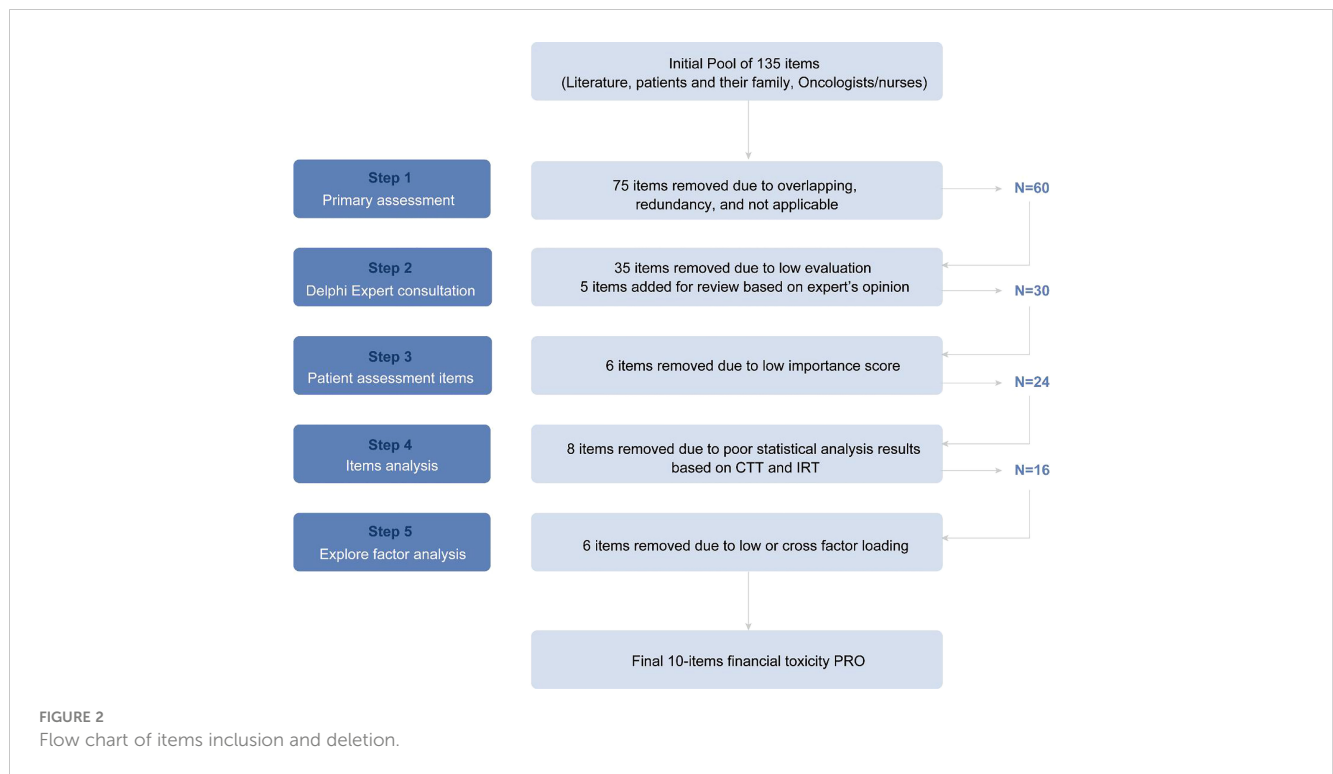 Initial Pool of 135 items
(Literature, patients and their family, Oncologists/nurses)
Step 1
Primary assessment
75 items removed due to overlapping,
redundancy, and not applicable
N=60
Step 2
Delphi Expert consultation
35 items removed due to low evaluation
5 items added for review based on expert's opinion
N=30
Step 3
Patient assessment items
6 items removed due to low importance score
N=24
Step 4
Items analysis
8 items removed due to poor statistical analysis results
based on CTT and IRT
N=16
Step 5
Explore factor analysis
6 items removed due to low or cross factor loading
Final 10-items financial toxicity PRO
FIGURE 2
Flow chart of items inclusion and deletion.